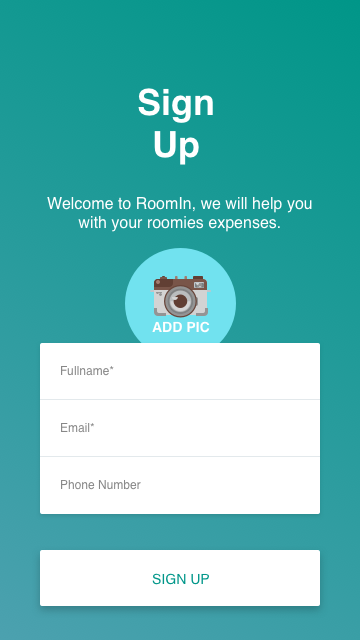 Sign
Up
Welcome to RoomIn, we will help you
with your roomies expenses.
ADD PIC
Fullname*
Email*
Phone Number
SIGN UP